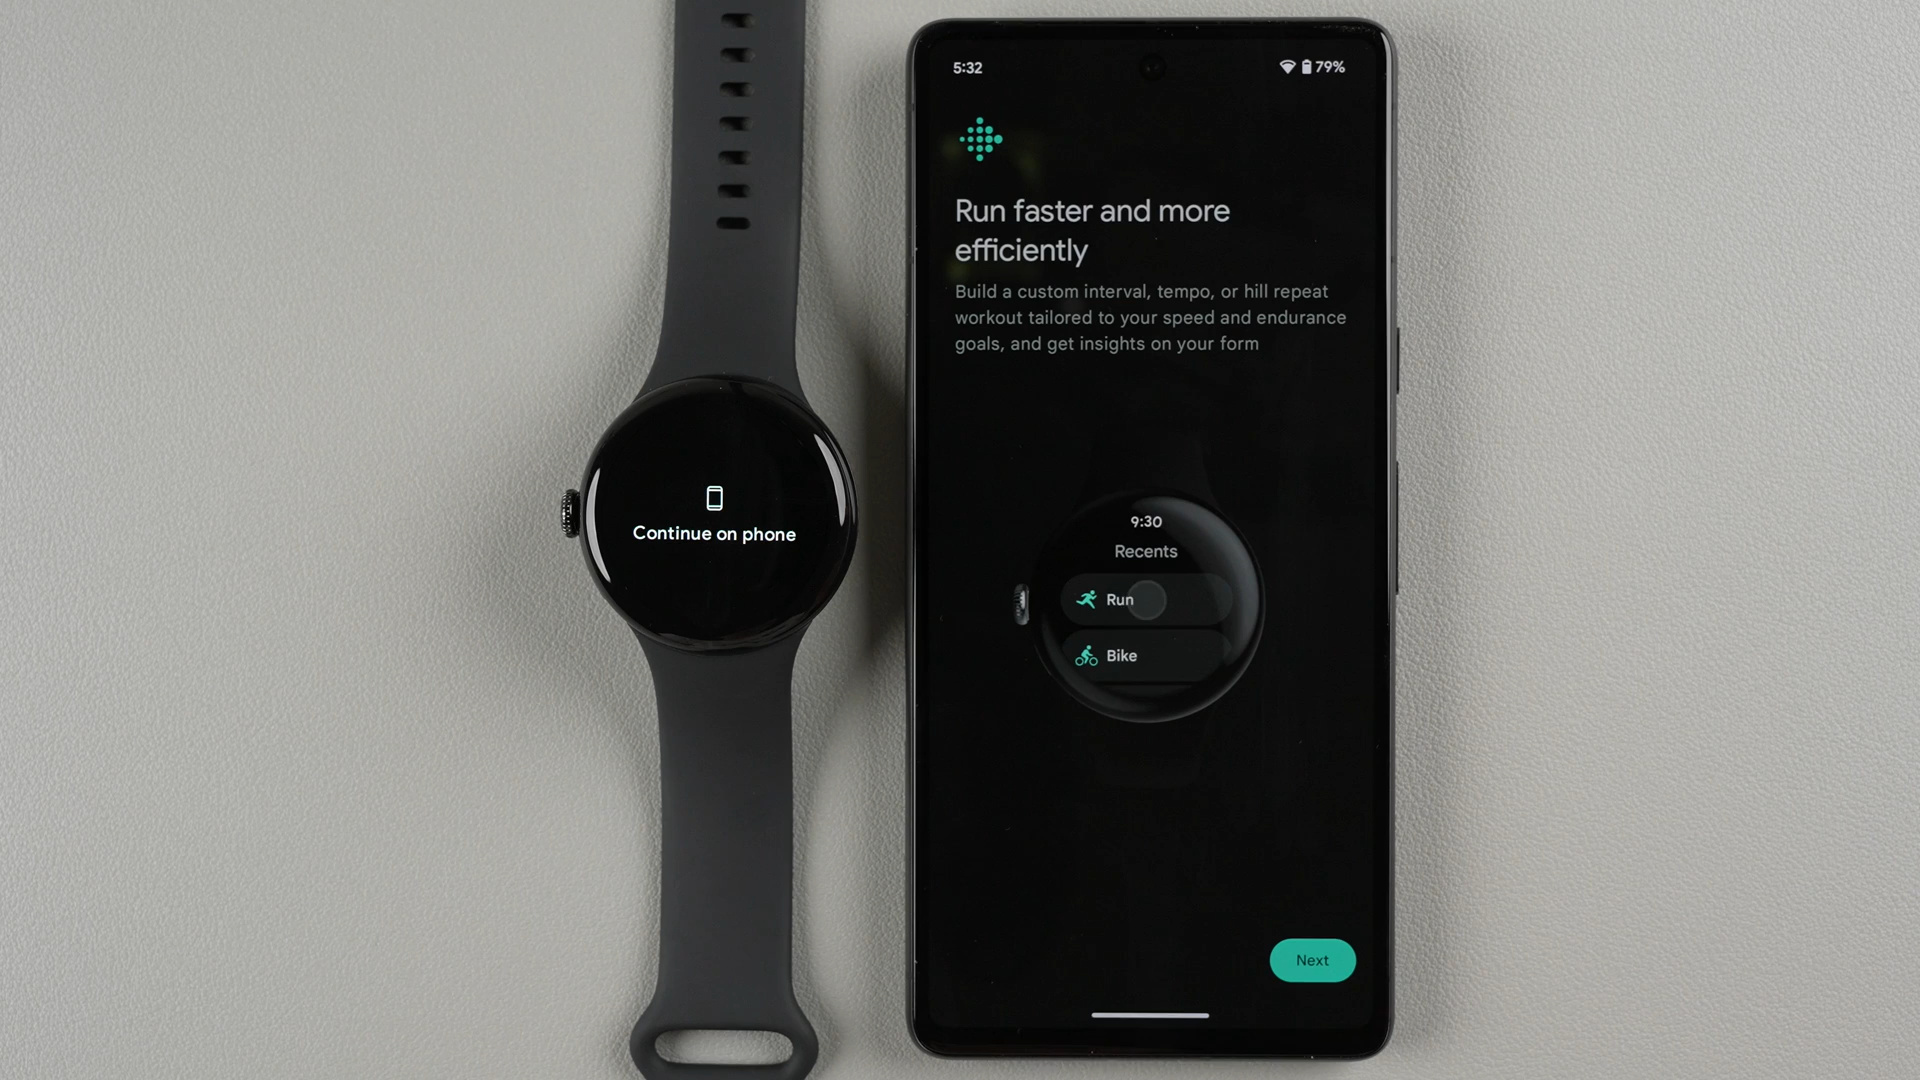 Continue on phone
5:32
79%
Run faster and more
efficiently
Build a custom interval, tempo, or hill repeat
workout tailored to your speed and endurance
goals, and get insights on your form
9:30
Recents
Run
Bike
Next